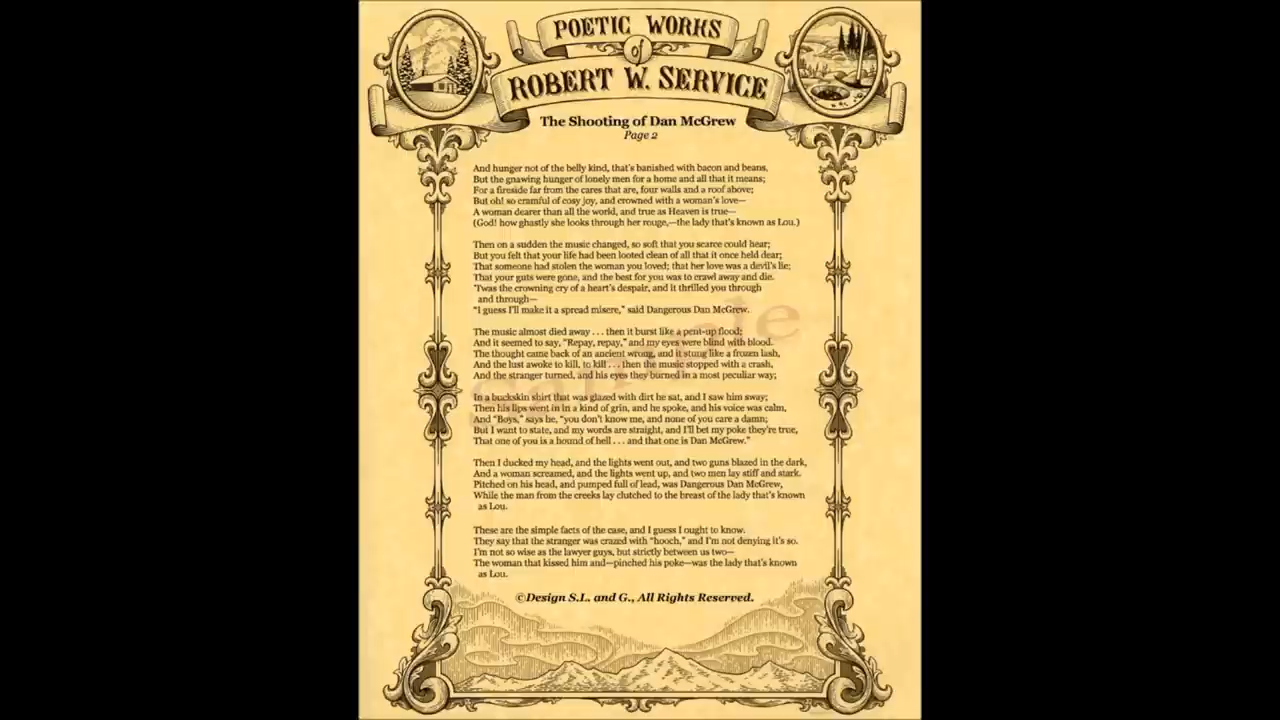 POETIC WORKS
of
ROBERT W. SERVICE
The Shooting of Dan McGrew
Page 2
And hunger not of the belly kind, that's banished with bacon and beans,
But the gnawing hunger of lonely men for a home and all that it means;
For a fireside far from the cares that are, four walls and a roof above;
But oh! so cramful of cosy joy, and crowned with a woman's love—
A woman dearer than all the world, and true as Heaven is true—
(God! how ghastly she looks through her rouge,—the lady that's known as Lou.)
Then on a sudden the music changed, so soft that you scarce could hear;
But you felt that your life had been looted clean of all that it once held dear;
That someone had stolen the woman you loved; that her love was a devil's lie;
That your guts were gone, and the best for you was to crawl away and die.
'Twas the crowning cry of a heart's despair, and it thrilled you through
and through—
"I guess I'll make it a spread misere," said Dangerous Dan McGrew.
The music almost died away . . . then it burst like a pent-up flood;
And it seemed to say, "Repay, repay," and my eyes were blind with blood.
The thought came back of an ancient wrong, and it stung like a frozen lash,
And the lust awoke to kill, to kill . . . then the music stopped with a crash,
And the stranger turned, and his eyes they burned in a most peculiar way;
In a buckskin shirt that was glazed with dirt he sat, and I saw him sway;
Then his lips went in in a kind of grin, and he spoke, and his voice was calm,
And "Boys," says he, "you don't know me, and none of you care a damn;
But I want to state, and my words are straight, and I'll bet my poke they're true,
That one of you is a hound of hell . . . and that one is Dan McGrew."
Then I ducked my head, and the lights went out, and two guns blazed in the dark,
And a woman screamed, and the lights went up, and two men lay stiff and stark.
Pitched on his head, and pumped full of lead, was Dangerous Dan McGrew,
While the man from the creeks lay clutched to the breast of the lady that's known
as Lou.
These are the simple facts of the case, and I guess I ought to know.
They say that the stranger was crazed with "hooch," and I'm not denying it's so.
I'm not so wise as the lawyer guys, but strictly between us two—
The woman that kissed him and—pinched his poke—was the lady that's known
as Lou.
©Design S.L. and G., All Rights Reserved.